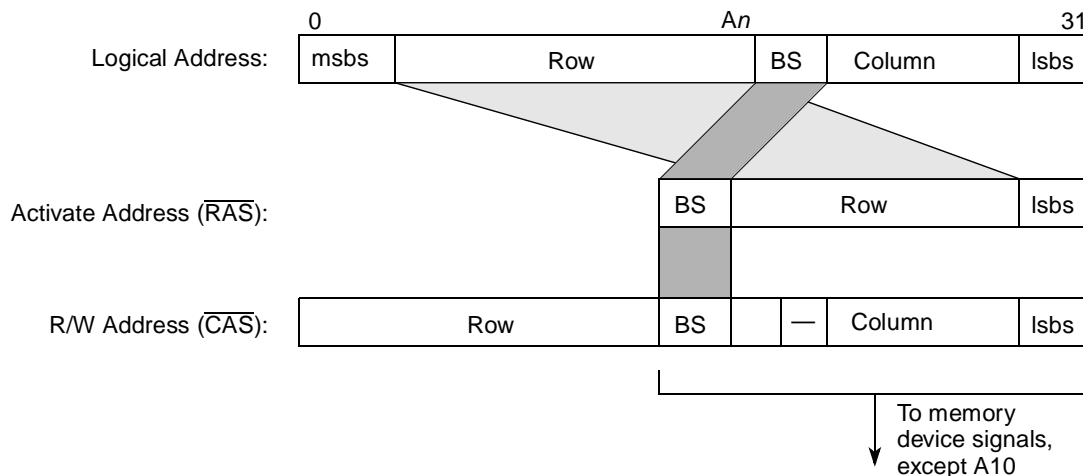 0 An 31
Logical Address: msbs Row BS Column lsbs
Activate Address (RAS): BS Row lsbs
R/W Address (CAS): Row BS — Column lsbs
To memory
device signals,
except A10